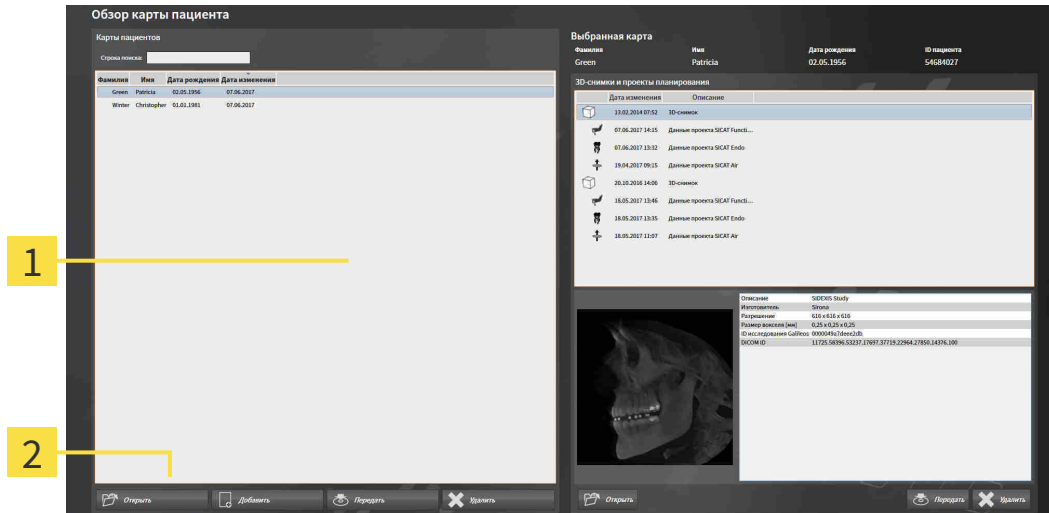 Обзор карты пациента
Карты пациентов
Строка поиска:
Фамилия Имя Дата рождения Дата изменения
Green Patricia 02.05.1956 07.06.2017
Winter Christopher 01.01.1981 07.06.2017
1
2
Открыть Добавить Передать Удалить
Выбранная карта
Фамилия Имя Дата рождения ID пациента
Green Patricia 02.05.1956 54684027
3D-снимки и проекты планирования
Дата изменения Описание
13.02.2014 07:52 3D-снимок
07.06.2017 14:15 Данные проекта SICAT Functi...
07.06.2017 13:32 Данные проекта SICAT Endo
19.04.2017 09:15 Данные проекта SICAT Air
20.10.2016 14:06 3D-снимок
18.05.2017 13:46 Данные проекта SICAT Functi...
18.05.2017 13:35 Данные проекта SICAT Endo
18.05.2017 11:07 Данные проекта SICAT Air
Описание SIDEXIS Study
Изготовитель Sirona
Разрешение 616 x 616 x 616
Размер вокселя [мм] 0,25 x 0,25 x 0,25
ID исследования Galileos 0000049a7deee2db
DICOM ID 11725.58396.53237.17697.37719.22964.27850.14376.100
Открыть Передать Удалить